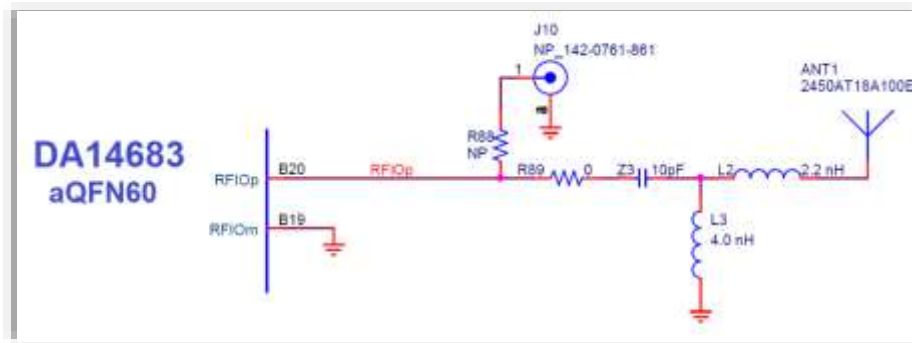 J10
NP_142-0761-861
1
ANT1
2450AT18A100E
DA14683
aQFN60
R88
NP
RFIOp
B20
RFIOp
R89
0
Z3
10pF
L2
2.2 nH
RFIOm
B19
L3
4.0 nH